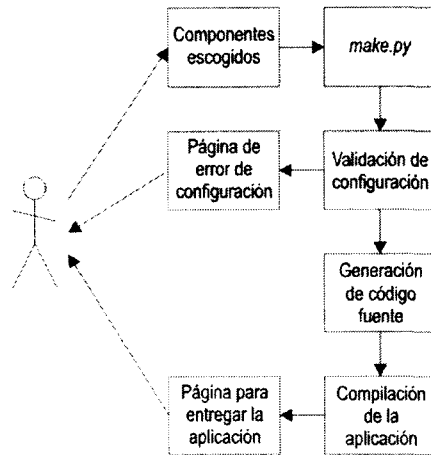 Componentes
escogidos
make.py
Página de
error de
configuración
Validación de
configuración
Generación
de código
fuente
Página para
entregar la
aplicación
Compilación
de la
aplicación